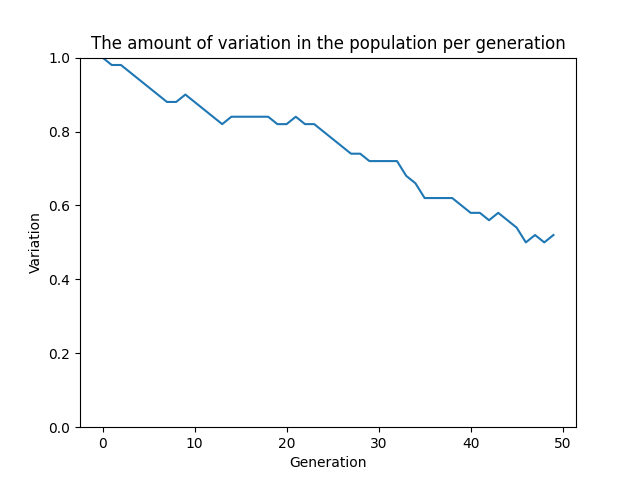 The amount of variation in the population per generation
1.0
0.8
0.6
0.4
0.2
0.0
Variation
0 10 20 30 40 50
Generation